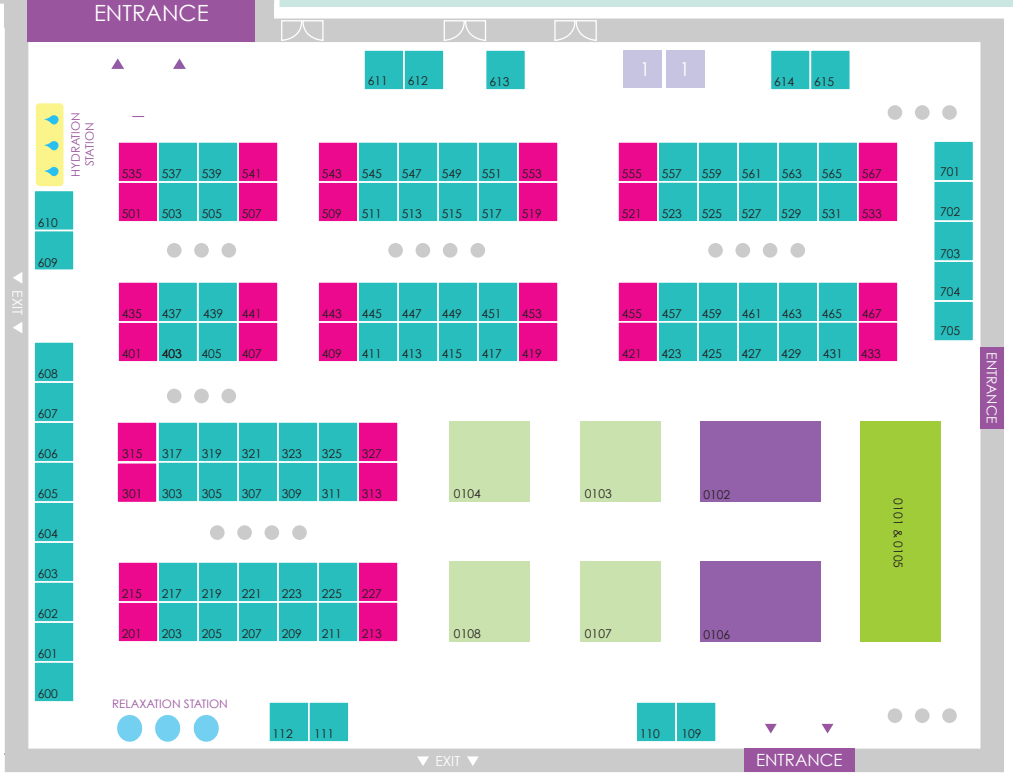 ENTRANCE
611 612 613 1 1 614 615
HYDRATION
STATION
535 537 539 541 543 545 547 549 551 553 555 557 559 561 563 565 567 701
501 503 505 507 509 511 513 515 517 519 521 523 525 527 529 531 533 702
610
609 703
EXIT
435 437 439 441 443 445 447 449 451 453 455 457 459 461 463 465 467 704
401 403 405 407 409 411 413 415 417 419 421 423 425 427 429 431 433 705
608
ENTRANCE
607
606 315 317 319 321 323 325 327
605 301 303 305 307 309 311 313 0104 0103 0102
0101 & 0105
604
603 215 217 219 221 223 225 227
602 201 203 205 207 209 211 213 0108 0107 0106
601
600
RELAXATION STATION
112 111 110 109
EXIT
ENTRANCE